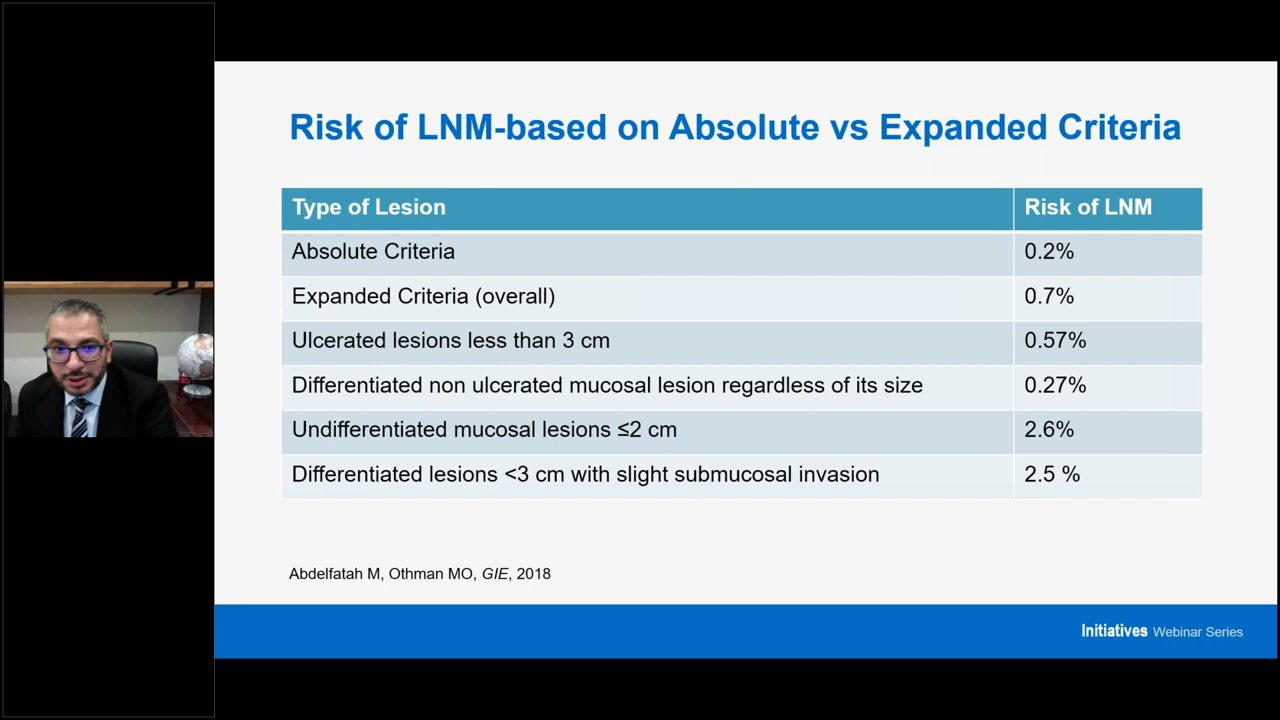 Risk of LNM-based on Absolute vs Expanded Criteria
Type of Lesion Risk of LNM
Absolute Criteria 0.2%
Expanded Criteria (overall) 0.7%
Ulcerated lesions less than 3 cm 0.57%
Differentiated non ulcerated mucosal lesion regardless of its size 0.27%
Undifferentiated mucosal lesions ≤2 cm 2.6%
Differentiated lesions <3 cm with slight submucosal invasion 2.5 %
Abdelfatah M, Othman MO, GIE, 2018
Initiatives Webinar Series